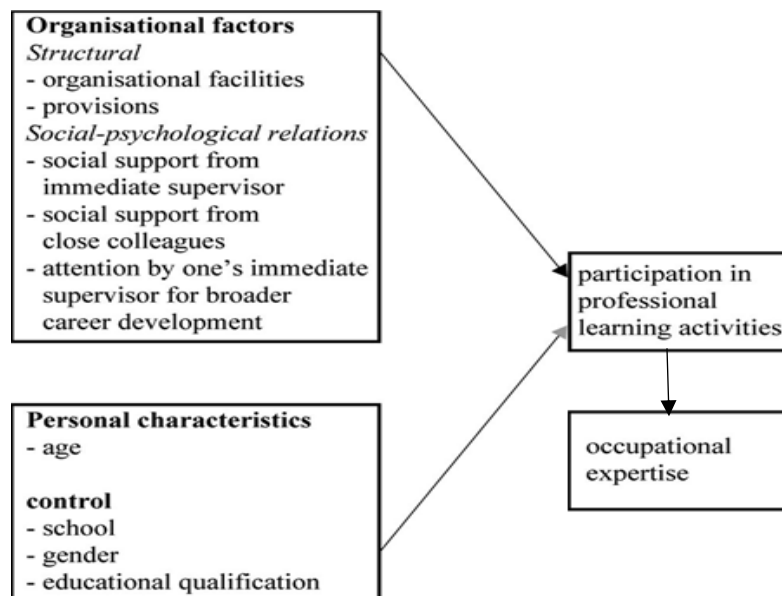 Organisational factors
Structural
- organisational facilities
- provisions
Social-psychological relations
- social support from
immediate supervisor
- social support from
close colleagues
- attention by one's immediate
supervisor for broader
career development
participation in
professional
learning activities
occupational
expertise
Personal characteristics
- age
control
- school
- gender
- educational qualification